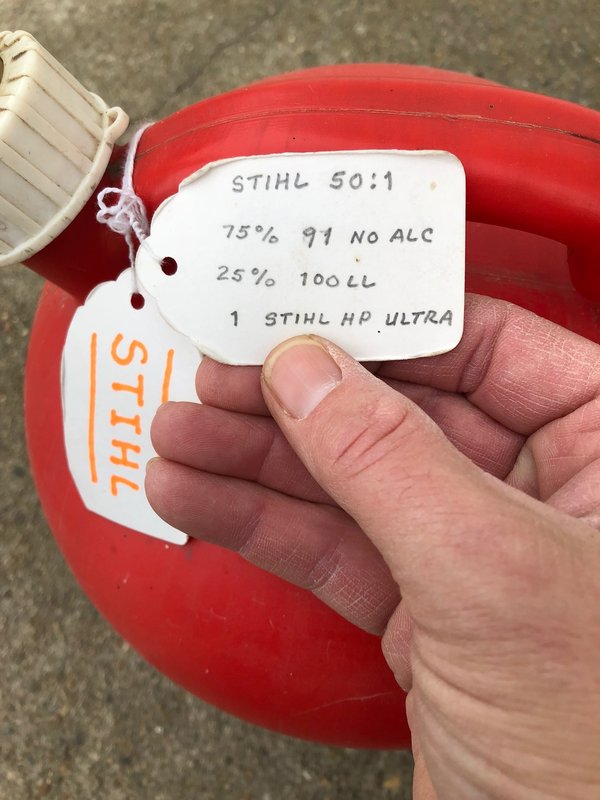 STIHL 50:1
75% 91 NO ALC
25% 100LL
1 STIHL HP ULTRA
STIHL